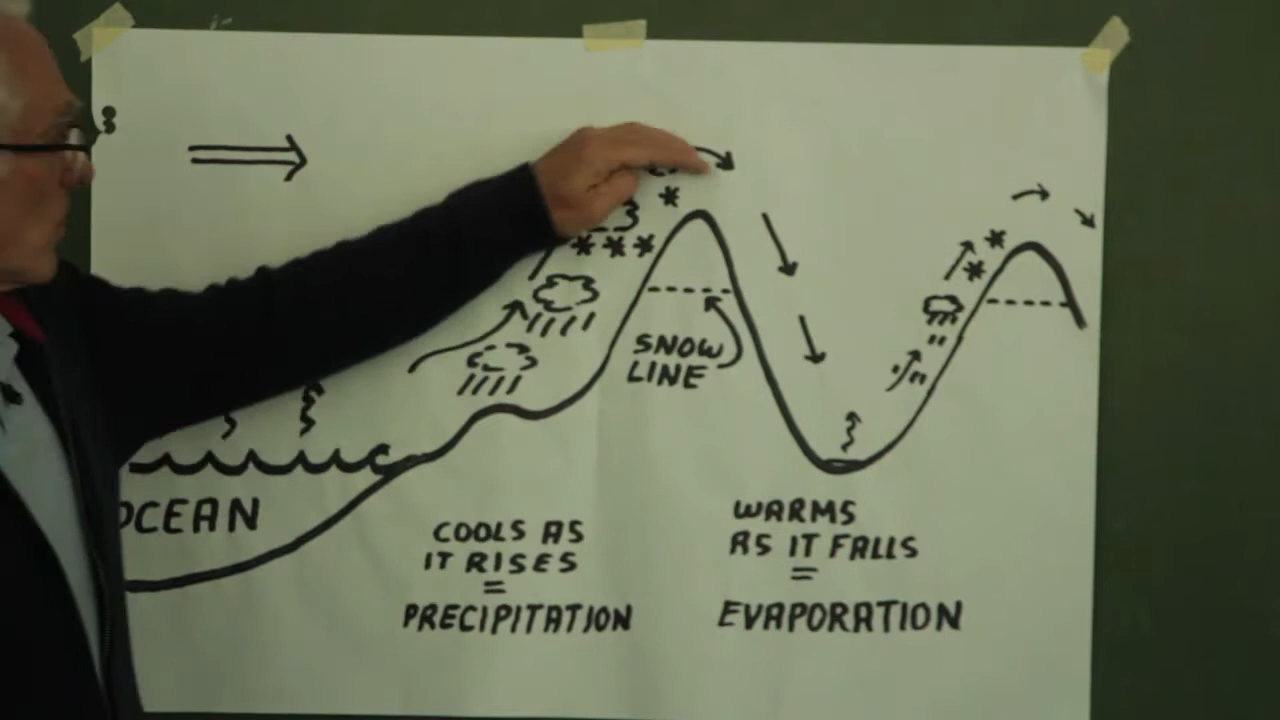 SNOW
LINE
OCEAN
COOLS AS
IT RISES
=
PRECIPITATION
WARMS
AS IT FALLS
=
EVAPORATION